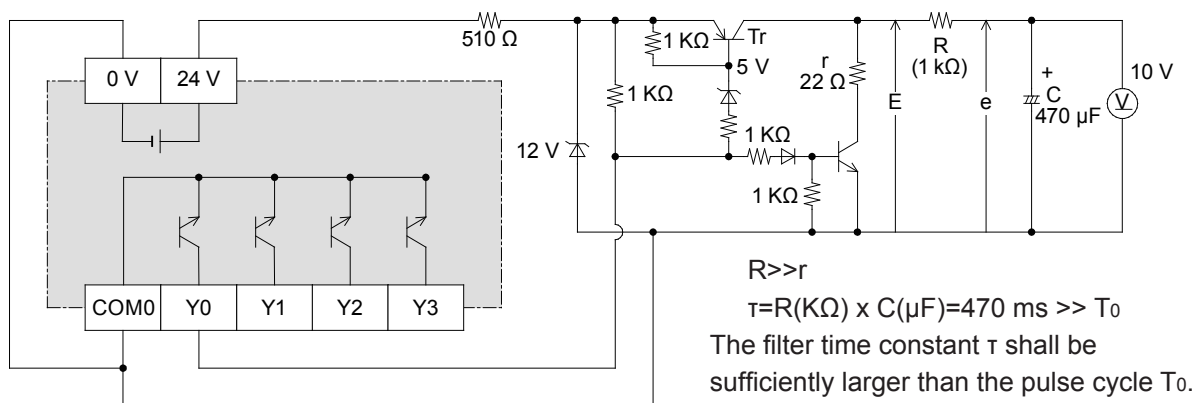 510 Ω
1 KΩ
Tr
r
22 Ω
E
R
(1 kΩ)
e
+
C
470 µF
10 V
V
0 V
24 V
1 KΩ
5 V
12 V
1 KΩ
1 KΩ
COM0
Y0
Y1
Y2
Y3
R>>r
τ=R(KΩ) x C(µF)=470 ms >> T0
The filter time constant τ shall be
sufficiently larger than the pulse cycle T0.